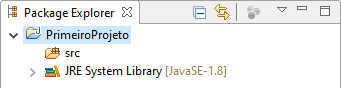 Package Explorer
PrimeiroProjeto
src
JRE System Library [JavaSE-1.8]